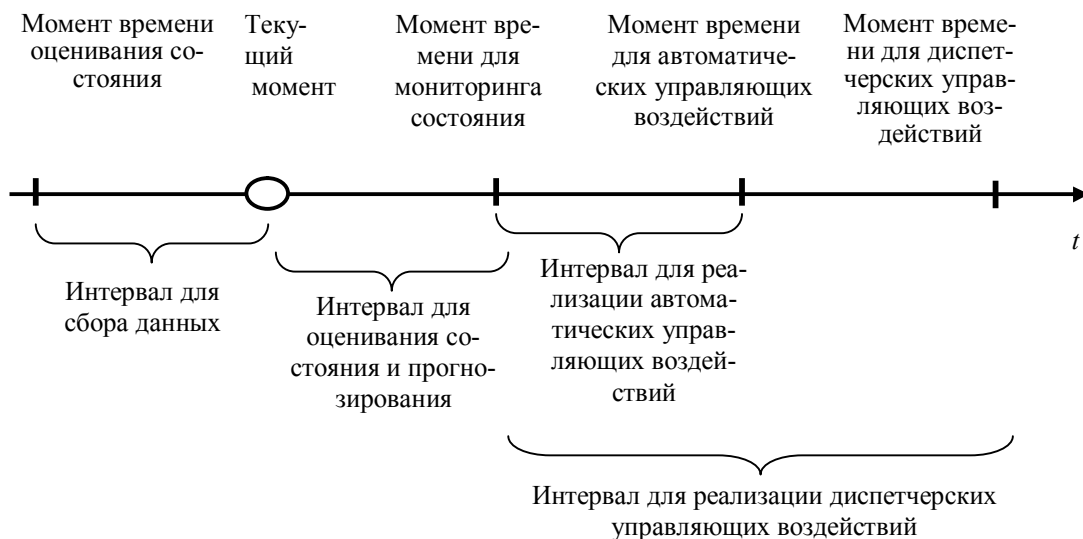 Момент времени
оценивания со-
стояния
Теку-
щий
момент
Момент вре-
мени для
мониторинга
состояния
Момент времени
для автоматиче-
ских управляющих
воздействий
Момент време-
ни для диспет-
черских управ-
ляющих воз-
действий
t
Интервал для
сбора данных
Интервал для
оценивания со-
стояния и прогно-
зирования
Интервал для реа-
лизации автома-
тических управ-
ляющих воздей-
ствий
Интервал для реализации диспетчерских
управляющих воздействий